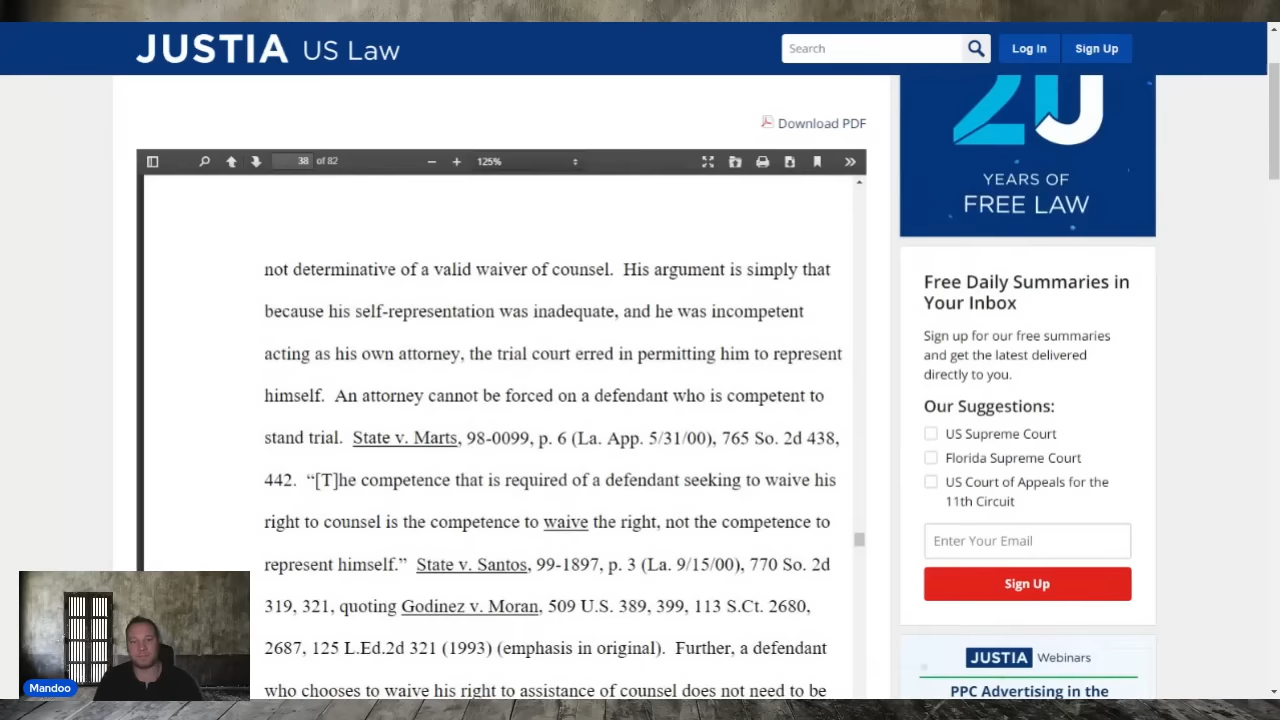 JUSTIA US Law
Search
Log In
Sign Up
Download PDF
38 of 82
125%
not determinative of a valid waiver of counsel. His argument is simply that
because his self-representation was inadequate, and he was incompetent
acting as his own attorney, the trial court erred in permitting him to represent
himself. An attorney cannot be forced on a defendant who is competent to
stand trial. State v. Marts, 98-0099, p. 6 (La. App. 5/31/00), 765 So. 2d 438,
442. “[T]he competence that is required of a defendant seeking to waive his
right to counsel is the competence to waive the right, not the competence to
represent himself.” State v. Santos, 99-1897, p. 3 (La. 9/15/00), 770 So. 2d
319, 321, quoting Godinez v. Moran, 509 U.S. 389, 399, 113 S.Ct. 2680,
2687, 125 L.Ed.2d 321 (1993) (emphasis in original). Further, a defendant
who chooses to waive his right to assistance of counsel does not need to be
20
YEARS OF
FREE LAW
Free Daily Summaries in
Your Inbox
Sign up for our free summaries
and get the latest delivered
directly to you.
Our Suggestions:
US Supreme Court
Florida Supreme Court
US Court of Appeals for the
11th Circuit
Enter Your Email
Sign Up
JUSTIA Webinars
PPC Advertising in the
Mandoo